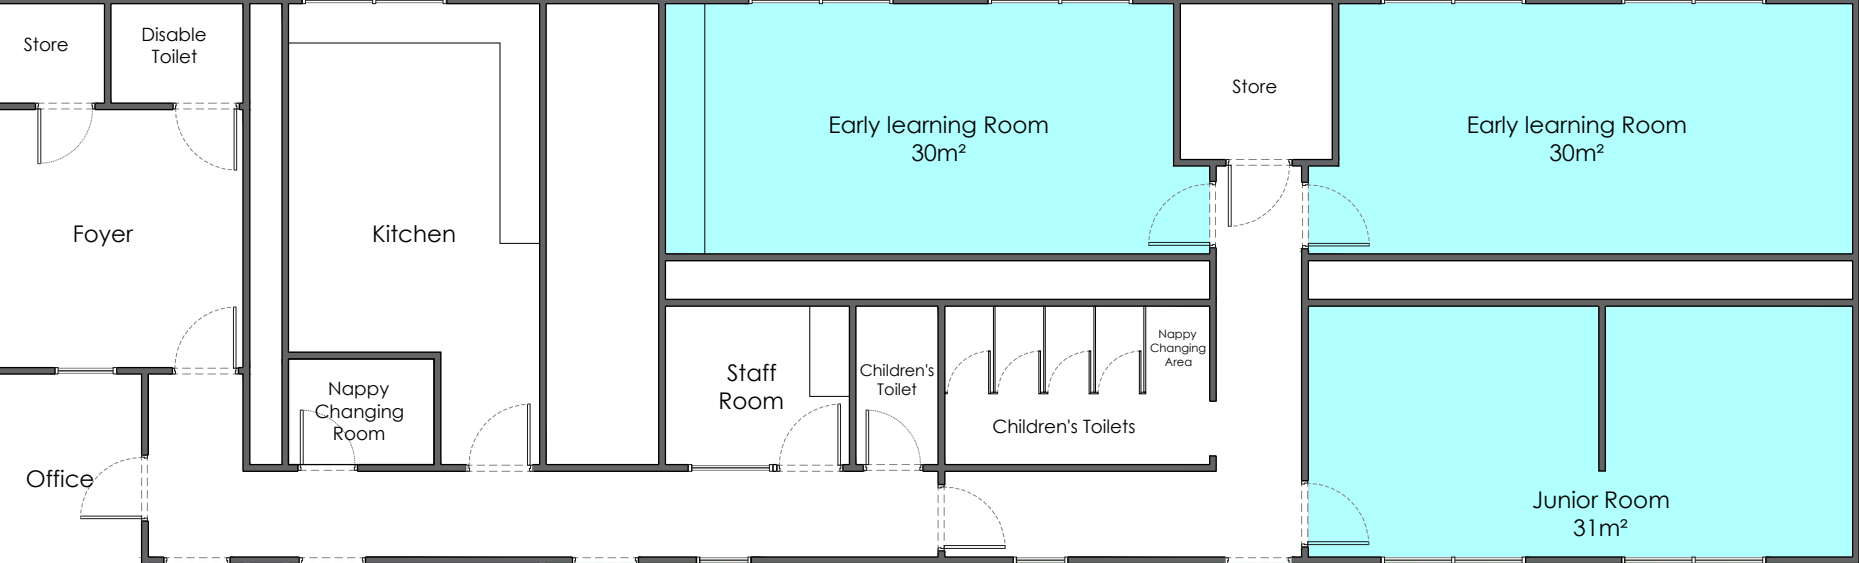 Store
Disable
Toilet
Foyer
Office
Kitchen
Nappy
Changing
Room
Early learning Room
30m²
Store
Early learning Room
30m²
Staff
Room
Children's
Toilet
Nappy
Changing
Area
Children's Toilets
Junior Room
31m²